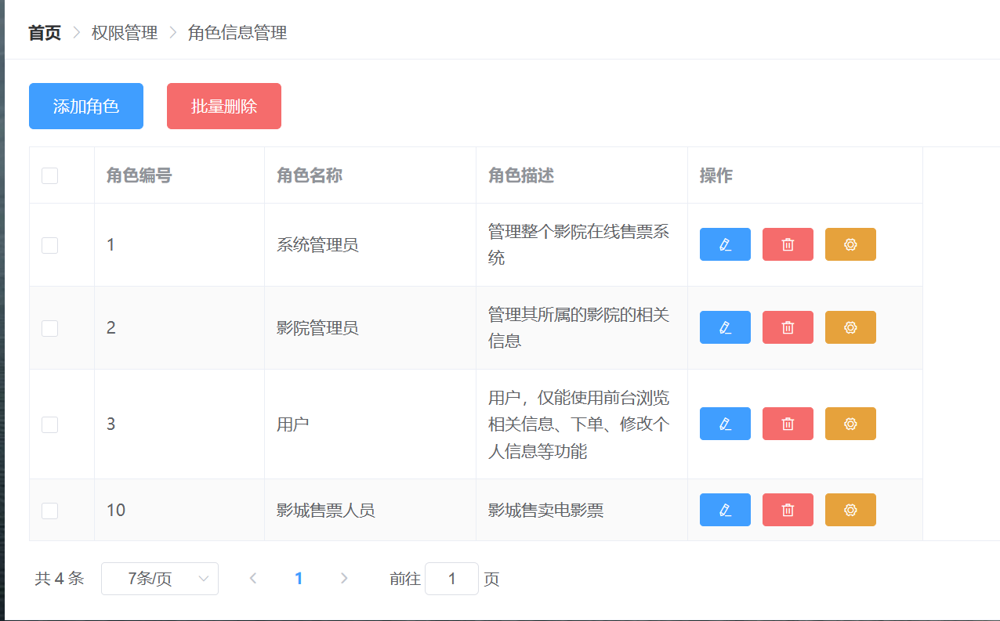 首页 > 权限管理 > 角色信息管理
添加角色 批量删除
角色编号 角色名称 角色描述 操作
1 系统管理员 管理整个影院在线售票系
统
2 影院管理员 管理其所属的影院的相关
信息
3 用户 用户，仅能使用前台浏览
相关信息、下单、修改个
人信息等功能
10 影城售票人员 影城售卖电影票
共 4 条 7条/页 < 1 > 前往 1 页